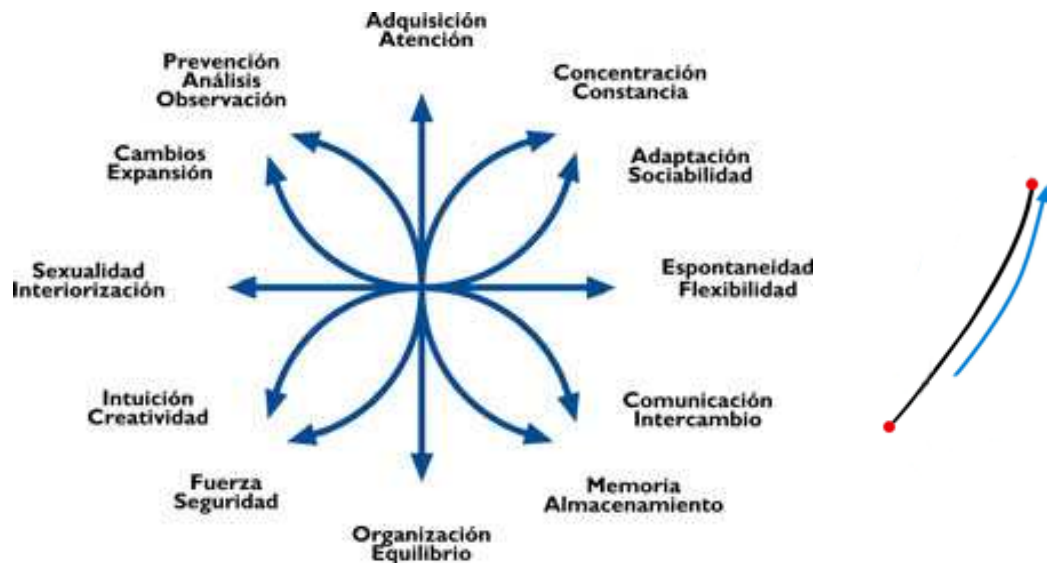 Adquisición
Atención
Prevención
Análisis
Observación
Concentración
Constancia
Cambios
Expansión
Adaptación
Sociabilidad
Sexualidad
Interiorización
Espontaneidad
Flexibilidad
Intuición
Creatividad
Comunicación
Intercambio
Fuerza
Seguridad
Memoria
Almacenamiento
Organización
Equilibrio